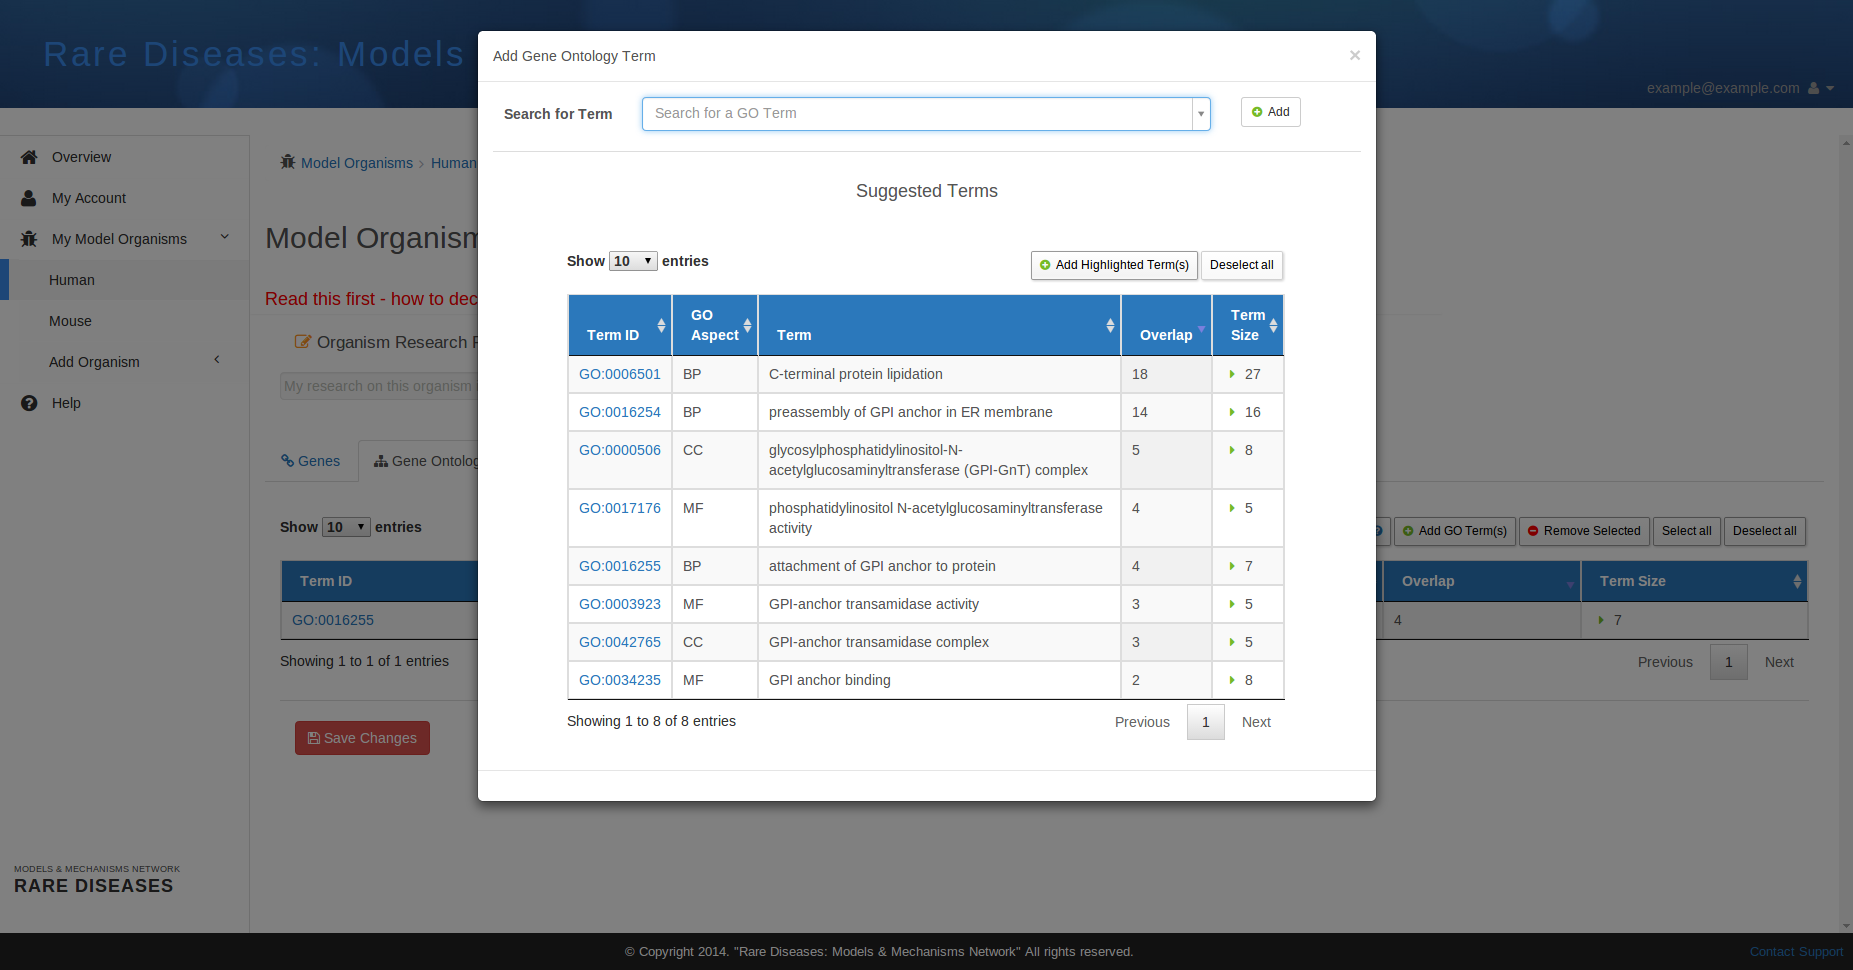 Rare Diseases: Models
example@example.com
Overview
My Account
My Model Organisms
Human
Mouse
Add Organism
Help
MODELS & MECHANISMS NETWORK
RARE DISEASES
Model Organisms > Human
Model Organism
Read this first - how to dec
Organism Research
My research on this organism
Genes
Gene Ontolog
Show 10 entries
Add GO Term(s)
Remove Selected
Select all
Deselect all
Term ID
Overlap
Term Size
GO:0016255
4
7
Showing 1 to 1 of 1 entries
Previous 1 Next
Save Changes
Add Gene Ontology Term ×
Search for Term
Search for a GO Term
Add
Suggested Terms
Show 10 entries
Add Highlighted Term(s)
Deselect all
Term ID
GO
Aspect
Term
Overlap
Term
Size
GO:0006501 BP C-terminal protein lipidation 18 27
GO:0016254 BP preassembly of GPI anchor in ER membrane 14 16
GO:0000506 CC glycosylphosphatidylinositol-N- 5 8
acetylglucosaminyltransferase (GPI-GnT) complex
GO:0017176 MF phosphatidylinositol N-acetylglucosaminyltransferase 4 5
activity
GO:0016255 BP attachment of GPI anchor to protein 4 7
GO:0003923 MF GPI-anchor transamidase activity 3 5
GO:0042765 CC GPI-anchor transamidase complex 3 5
GO:0034235 MF GPI anchor binding 2 8
Showing 1 to 8 of 8 entries
Previous 1 Next
© Copyright 2014. "Rare Diseases: Models & Mechanisms Network" All rights reserved.
Contact Support